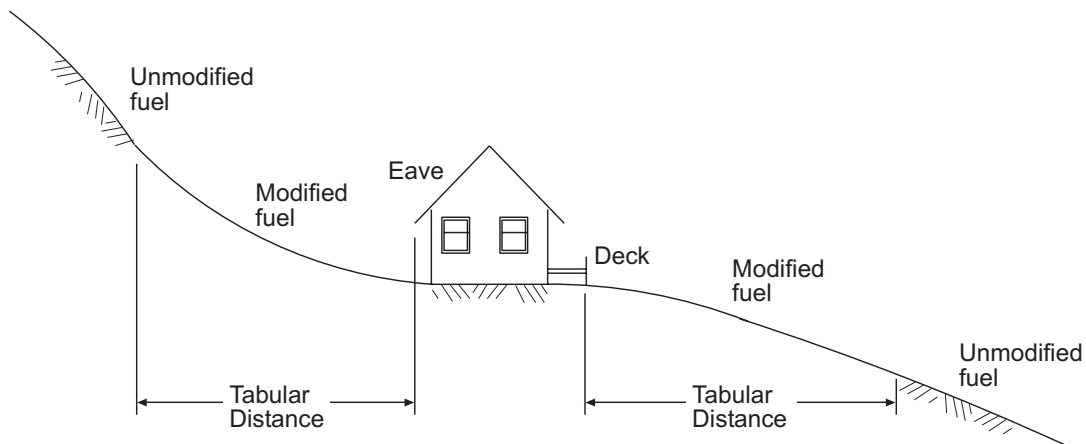 Unmodified
fuel
Eave
Modified
fuel
Deck
Modified
fuel
Unmodified
fuel
Tabular
Distance
Tabular
Distance